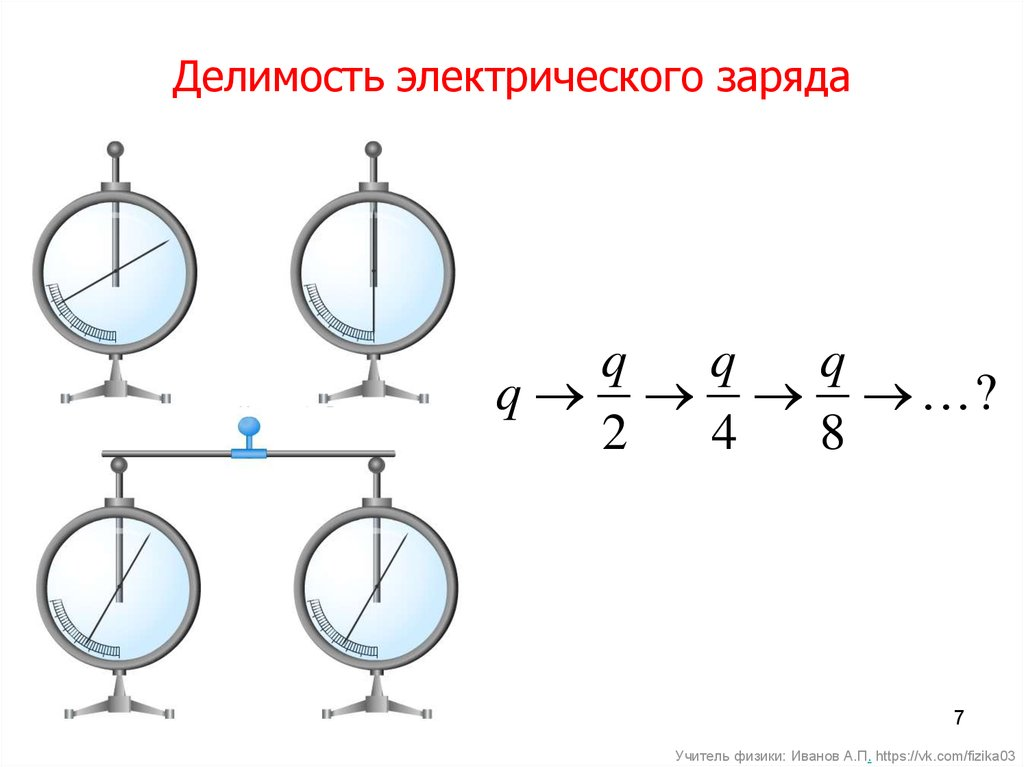 Делимость электрического заряда
q → q/2 → q/4 → q/8 → …?
7
Учитель физики: Иванов А.П. https://vk.com/fizika03